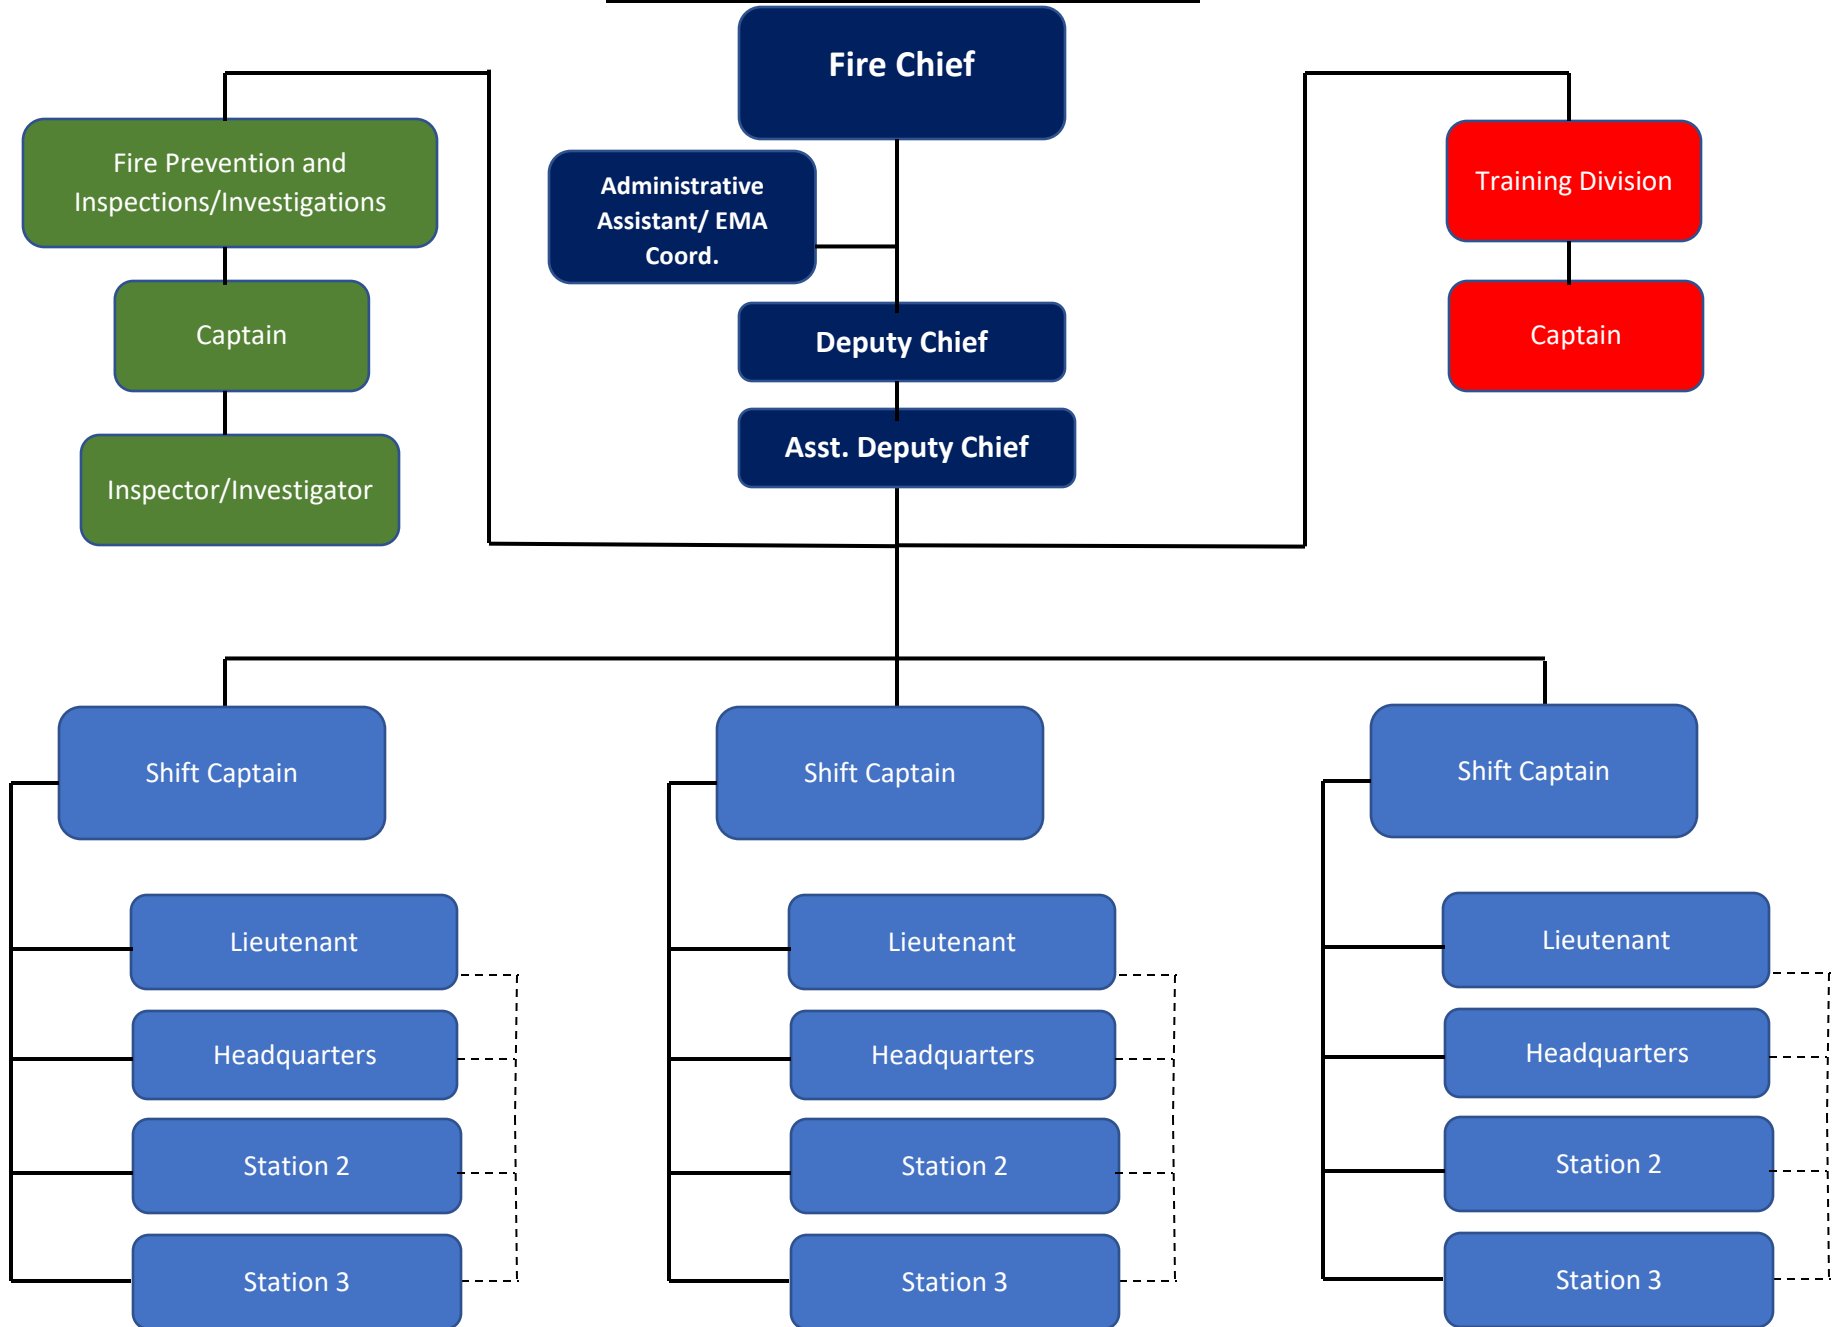 Fire Chief
Fire Prevention and
Inspections/Investigations
Administrative
Assistant/ EMA
Coord.
Training Division
Captain
Deputy Chief
Captain
Asst. Deputy Chief
Inspector/Investigator
Shift Captain
Shift Captain
Shift Captain
Lieutenant
Headquarters
Station 2
Station 3
Lieutenant
Headquarters
Station 2
Station 3
Lieutenant
Headquarters
Station 2
Station 3